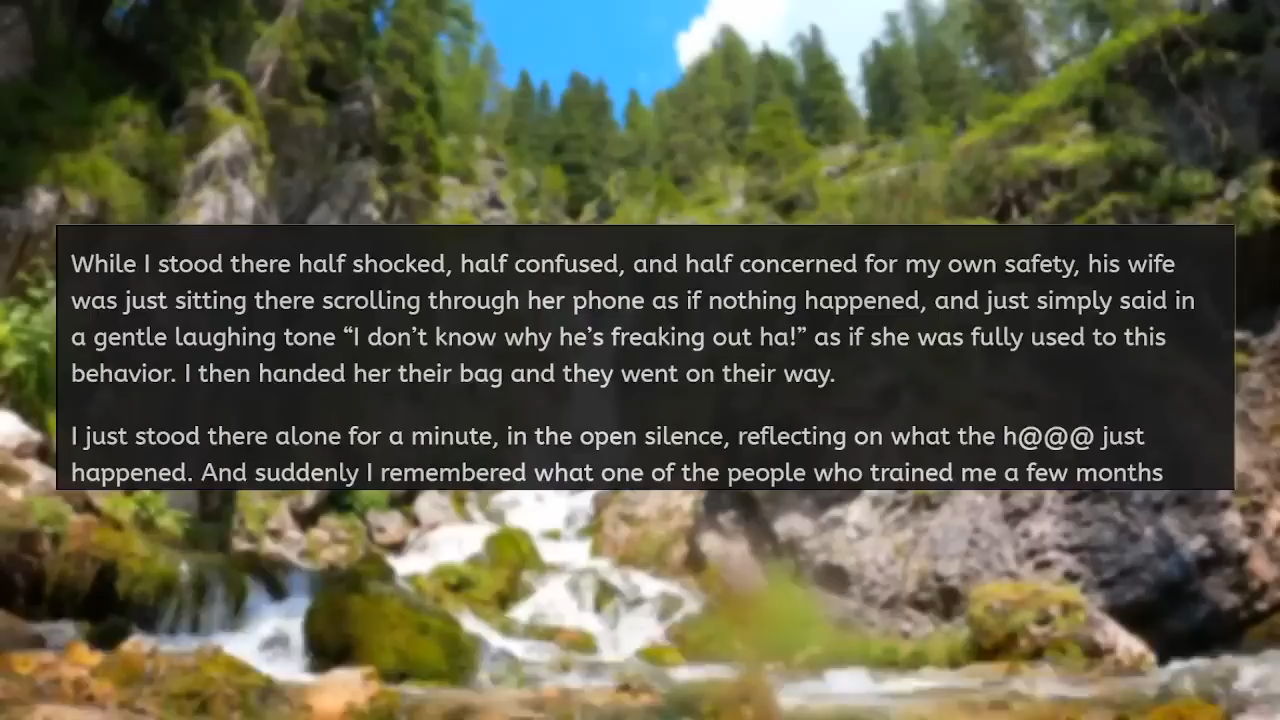 While I stood there half shocked, half confused, and half concerned for my own safety, his wife
was just sitting there scrolling through her phone as if nothing happened, and just simply said in
a gentle laughing tone “I don’t know why he’s freaking out ha!” as if she was fully used to this
behavior. I then handed her their bag and they went on their way.
I just stood there alone for a minute, in the open silence, reflecting on what the h@@@ just
happened. And suddenly I remembered what one of the people who trained me a few months